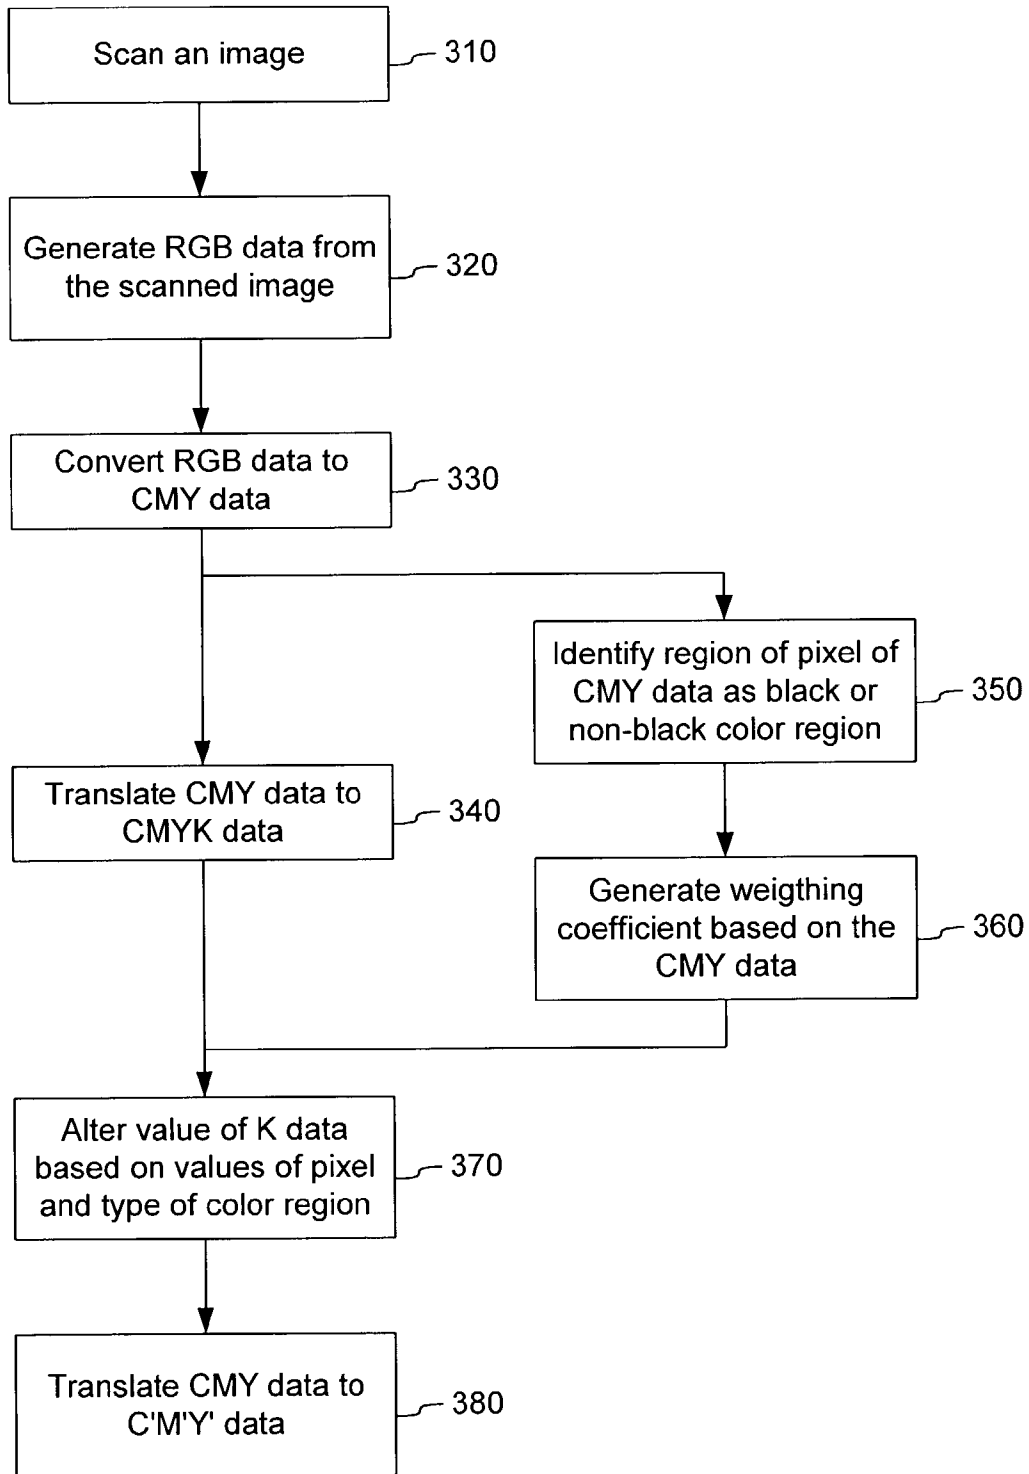 Scan an image
310
Generate RGB data from
the scanned image
320
Convert RGB data to
CMY data
330
Identify region of pixel of
CMY data as black or
non-black color region
350
Translate CMY data to
CMYK data
340
Generate weigthing
coefficient based on the
CMY data
360
Alter value of K data
based on values of pixel
and type of color region
370
Translate CMY data to
C'M'Y' data
380